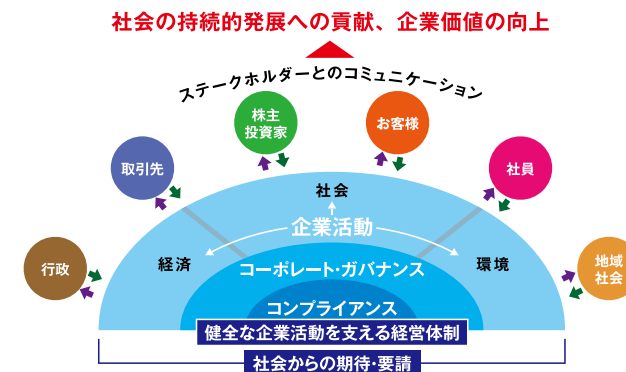 社会の持続的発展への貢献、企業価値の向上
ステークホルダーとのコミュニケーション
株主
投資家
お客様
取引先
社員
行政
地域
社会
社会
企業活動
経済
環境
コーポレート・ガバナンス
コンプライアンス
健全な企業活動を支える経営体制
社会からの期待・要請